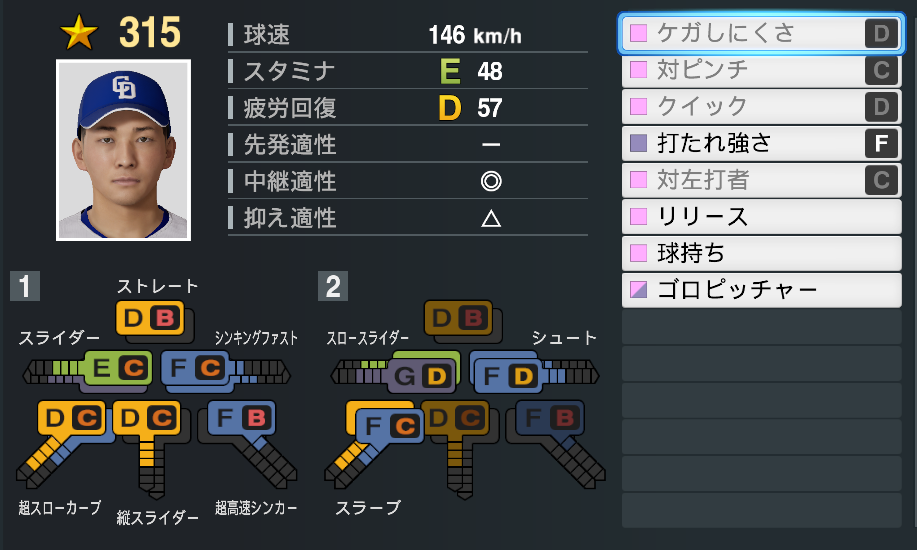 315
球速 146 km/h
スタミナ E 48
疲労回復 D 57
先発適性 ー
中継適性 ◎
抑え適性 △
CD
1
ストレート
D B
スライダー
E C
シンキングファスト
F C
D C
D C
F B
超スローカーブ
縦スライダー
超高速シンカー
2
D B
スロースライダー
G D
シュート
F D
F C
D C
F B
スラーブ
ケガしにくさ D
対ピンチ C
クイック D
打たれ強さ F
対左打者 C
リリース
球持ち
ゴロピッチャー